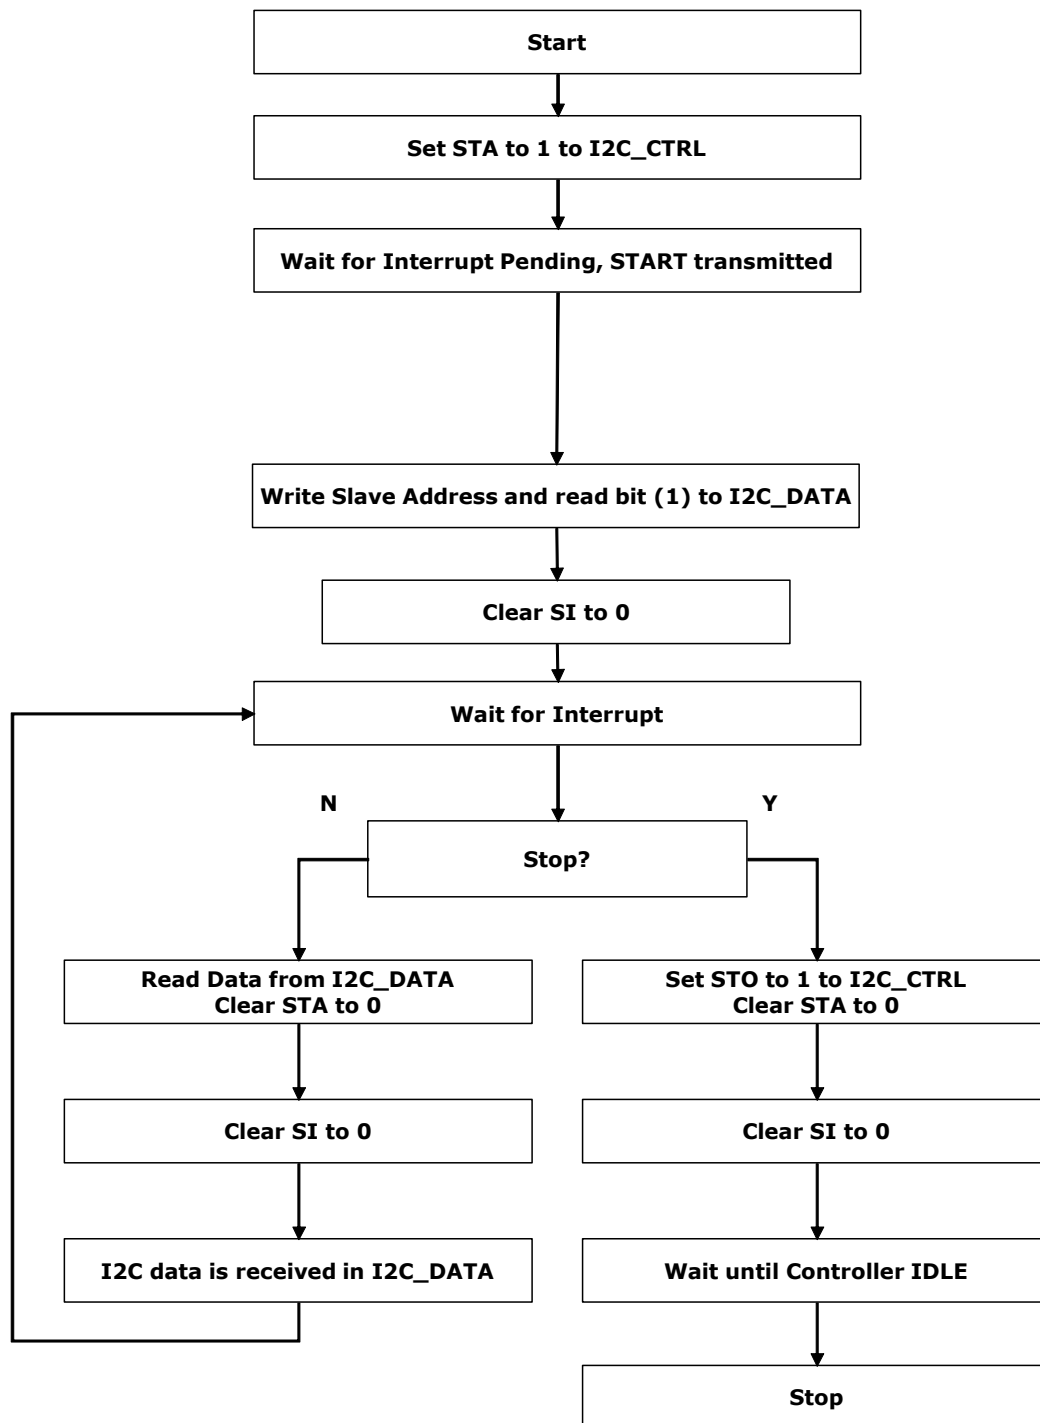 Start
Set STA to 1 to I2C_CTRL
Wait for Interrupt Pending, START transmitted
Write Slave Address and read bit (1) to I2C_DATA
Clear SI to 0
Wait for Interrupt
N
Y
Stop?
Read Data from I2C_DATA
Clear STA to 0
Set STO to 1 to I2C_CTRL
Clear STA to 0
Clear SI to 0
Clear SI to 0
I2C data is received in I2C_DATA
Wait until Controller IDLE
Stop